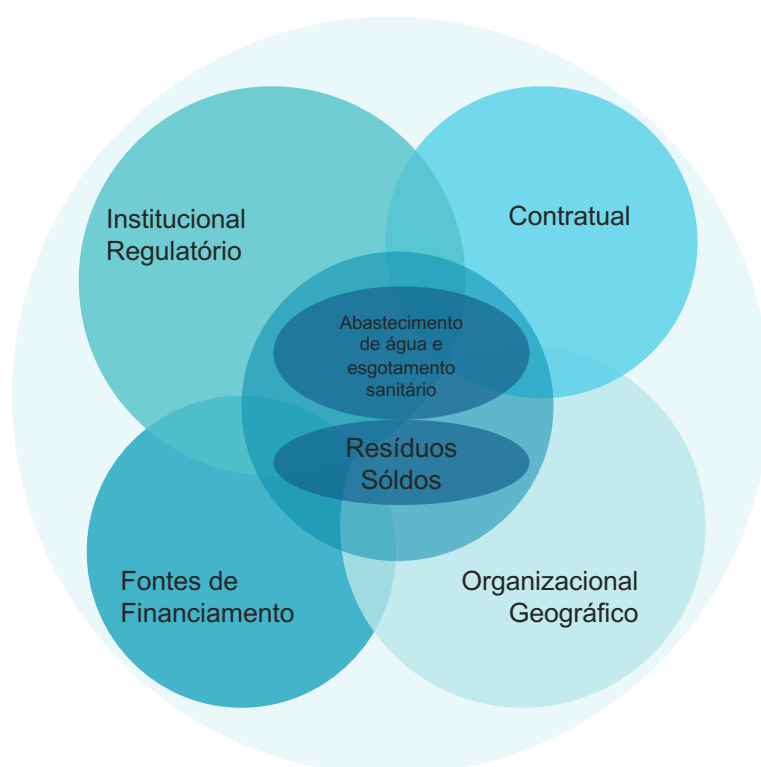 Institucional
Regulatório
Contratual
Abastecimento
de água e
esgotamento
sanitário
Resíduos
Sóldos
Fontes de
Financiamento
Organizacional
Geográfico